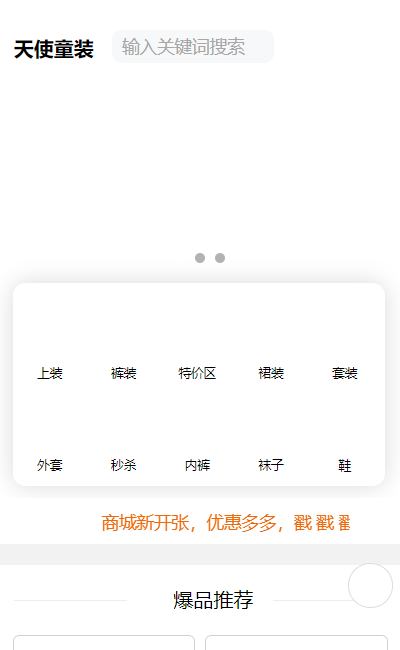 天使童装 输入关键词搜索
上装 裤装 特价区 裙装 套装
外套 秒杀 内裤 袜子 鞋
商城新开张，优惠多多，戳 戳
爆品推荐